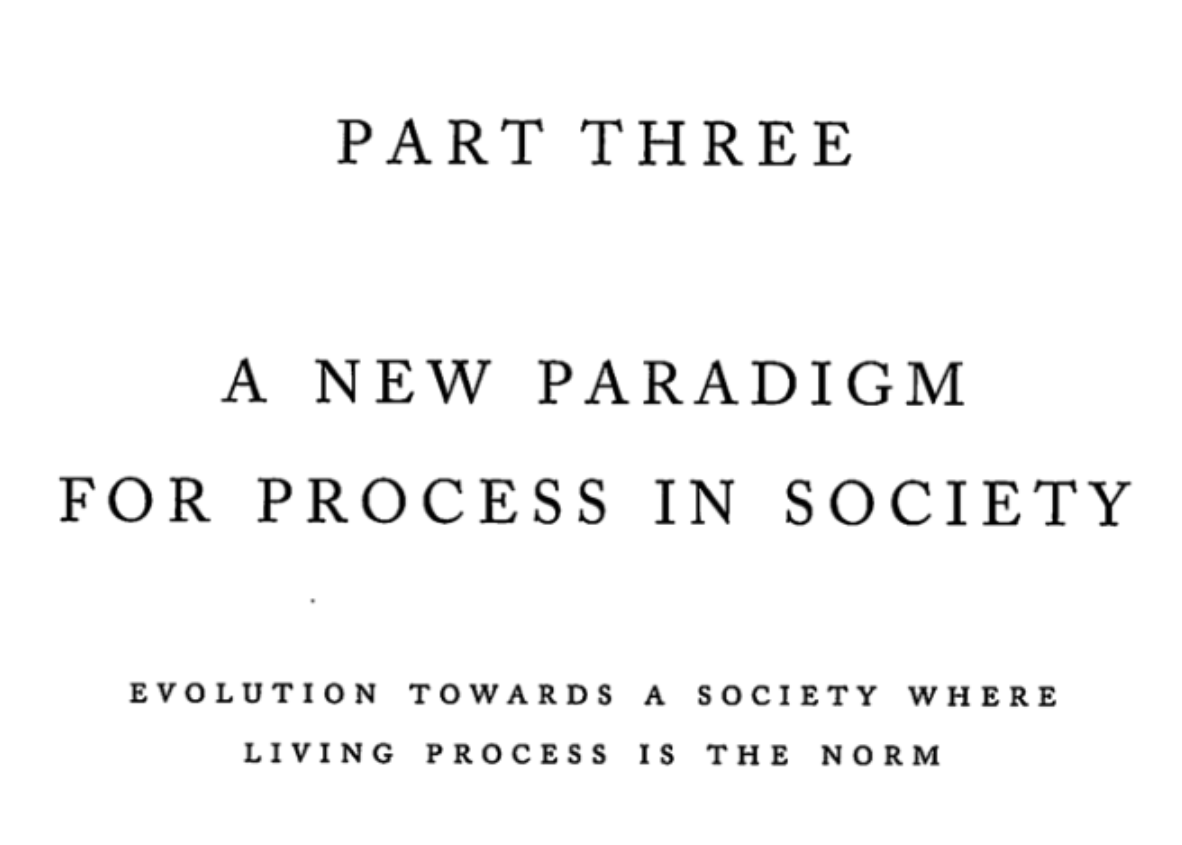 PART THREE
A NEW PARADIGM
FOR PROCESS IN SOCIETY
EVOLUTION TOWARDS A SOCIETY WHERE
LIVING PROCESS IS THE NORM